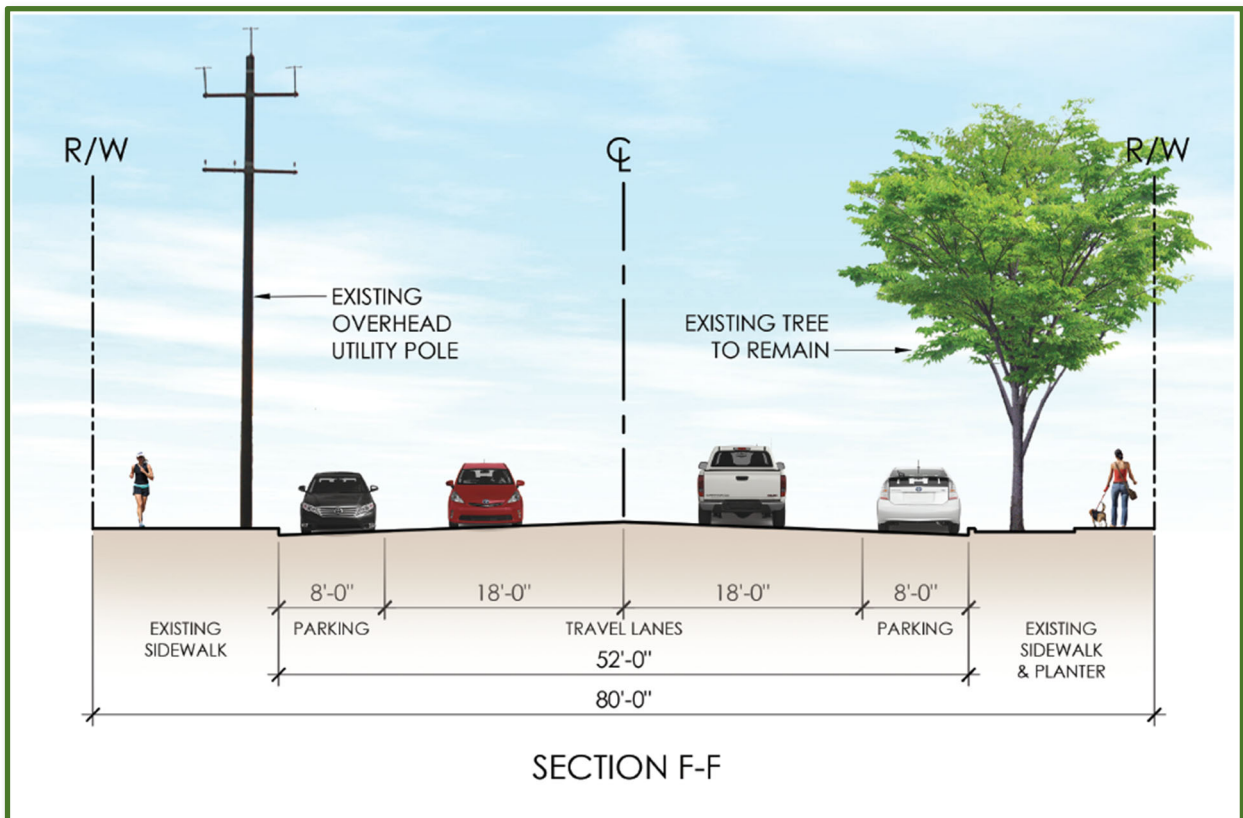 R/W
℄
R/W
EXISTING
OVERHEAD
UTILITY POLE
EXISTING TREE
TO REMAIN
8'-0"
18'-0"
18'-0"
8'-0"
EXISTING
SIDEWALK
PARKING
TRAVEL LANES
PARKING
EXISTING
SIDEWALK
& PLANTER
52'-0"
80'-0"
SECTION F-F